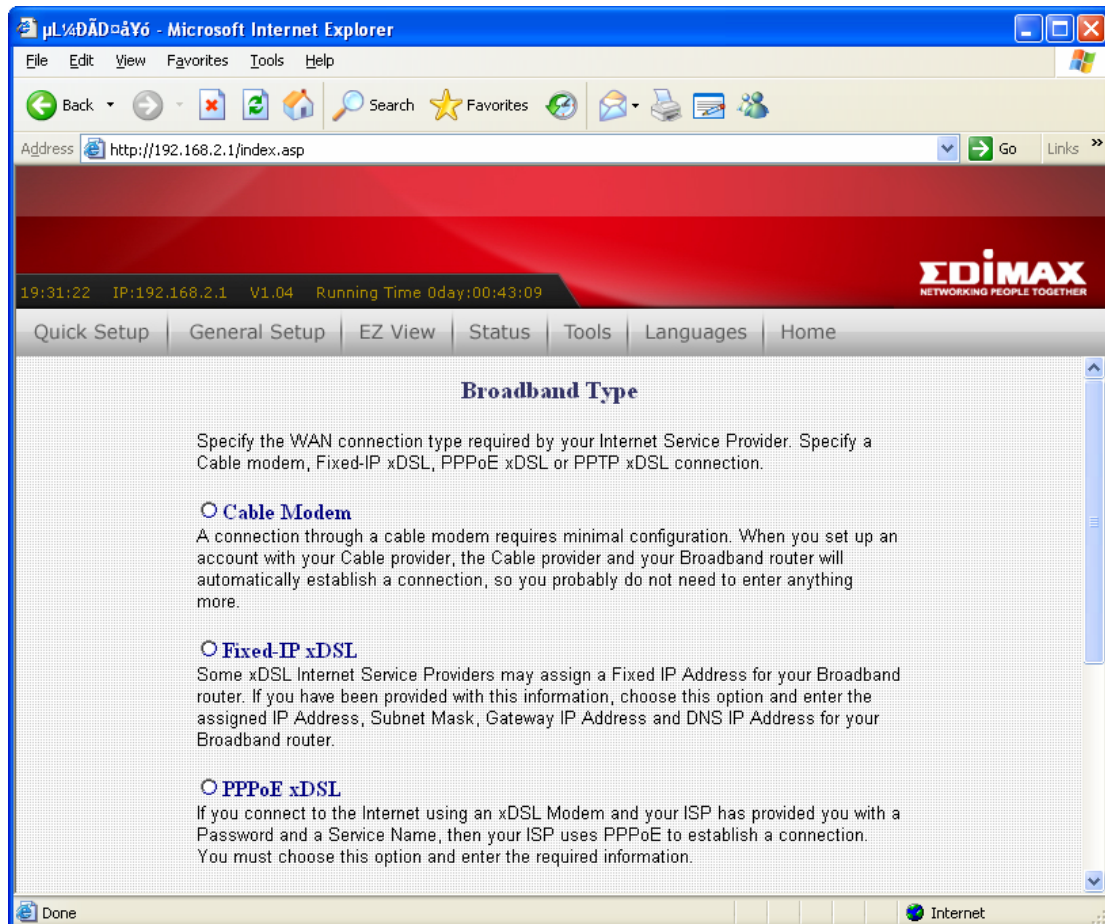 µL¼ÐÃD¤å¥ó - Microsoft Internet Explorer
File Edit View Favorites Tools Help
Back Search Favorites
Address http://192.168.2.1/index.asp Go Links »
EDIMAX
NETWORKING PEOPLE TOGETHER
19:31:22 IP:192.168.2.1 V1.04 Running Time 0day:00:43:09
Quick Setup General Setup EZ View Status Tools Languages Home
Broadband Type
Specify the WAN connection type required by your Internet Service Provider. Specify a
Cable modem, Fixed-IP xDSL, PPPoE xDSL or PPTP xDSL connection.
Cable Modem
A connection through a cable modem requires minimal configuration. When you set up an
account with your Cable provider, the Cable provider and your Broadband router will
automatically establish a connection, so you probably do not need to enter anything
more.
Fixed-IP xDSL
Some xDSL Internet Service Providers may assign a Fixed IP Address for your Broadband
router. If you have been provided with this information, choose this option and enter the
assigned IP Address, Subnet Mask, Gateway IP Address and DNS IP Address for your
Broadband router.
PPPoE xDSL
If you connect to the Internet using an xDSL Modem and your ISP has provided you with a
Password and a Service Name, then your ISP uses PPPoE to establish a connection.
You must choose this option and enter the required information.
Done Internet